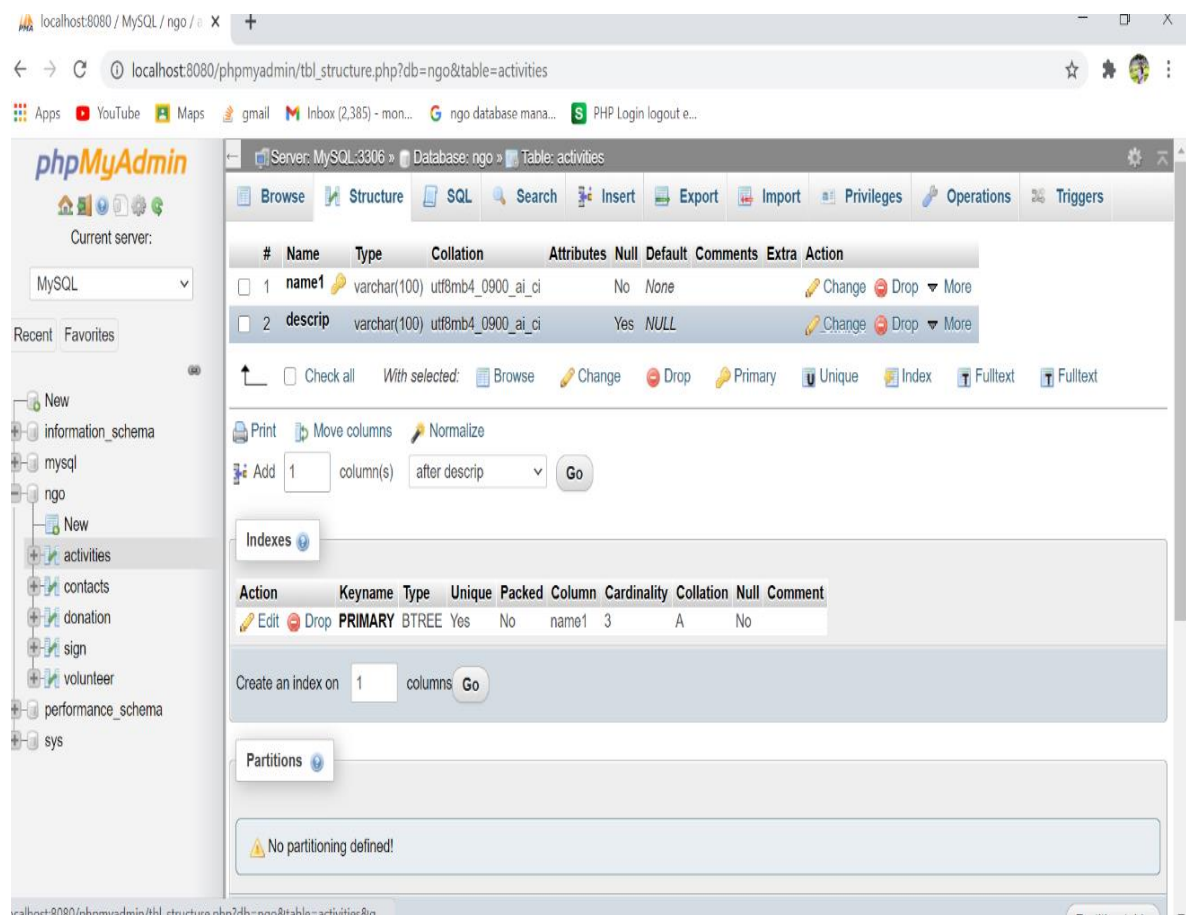 localhost:8080 / MySQL / ngo / a
localhost:8080/phpmyadmin/tbl_structure.php?db=ngo&table=activities
Apps YouTube Maps gmail Inbox (2,385) - mon... ngo database mana... PHP Login logout e...
phpMyAdmin
Current server:
MySQL
Recent Favorites
New
information_schema
mysql
ngo
New
activities
contacts
donation
sign
volunteer
performance_schema
sys
Server: MySQL:3306 » Database: ngo » Table: activities
Browse Structure SQL Search Insert Export Import Privileges Operations Triggers
# Name Type Collation Attributes Null Default Comments Extra Action
1 name1 varchar(100) utf8mb4_0900_ai_ci No None Change Drop More
2 descrip varchar(100) utf8mb4_0900_ai_ci Yes NULL Change Drop More
Check all With selected: Browse Change Drop Primary Unique Index Fulltext Fulltext
Print Move columns Normalize
Add 1 column(s) after descrip Go
Indexes
Action Keyname Type Unique Packed Column Cardinality Collation Null Comment
Edit Drop PRIMARY BTREE Yes No name1 3 A No
Create an index on 1 columns Go
Partitions
No partitioning defined!